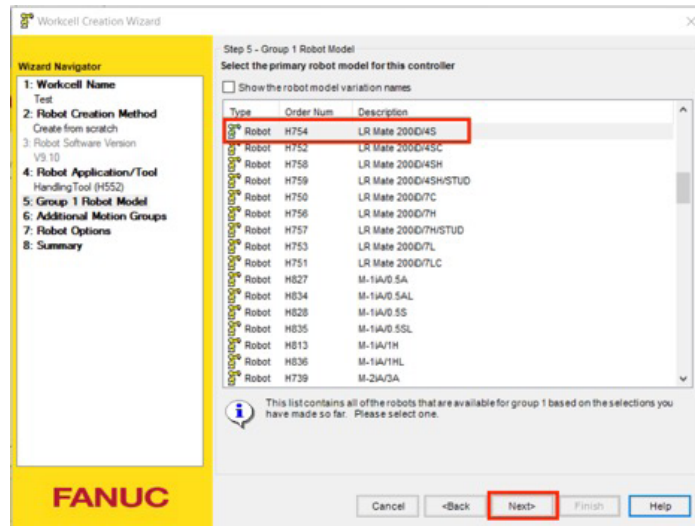 Workcell Creation Wizard
Wizard Navigator
1: Workcell Name
Test
2: Robot Creation Method
Create from scratch
3: Robot Software Version
V9.10
4: Robot Application/Tool
HandlingTool (H552)
5: Group 1 Robot Model
6: Additional Motion Groups
7: Robot Options
8: Summary
FANUC
Step 5 - Group 1 Robot Model
Select the primary robot model for this controller
Show the robot model variation names
Type Order Num Description
Robot H754 LR Mate 200iD/4S
Robot H752 LR Mate 200iD/4SC
Robot H758 LR Mate 200iD/4SH
Robot H759 LR Mate 200iD/4SH/STUD
Robot H750 LR Mate 200iD/7C
Robot H756 LR Mate 200iD/7H
Robot H757 LR Mate 200iD/7H/STUD
Robot H753 LR Mate 200iD/7L
Robot H751 LR Mate 200iD/7LC
Robot H827 M-1iA/0.5A
Robot H834 M-1iA/0.5AL
Robot H828 M-1iA/0.5S
Robot H835 M-1iA/0.5SL
Robot H813 M-1iA/1H
Robot H836 M-1iA/1HL
Robot H739 M-2iA/3A
This list contains all of the robots that are available for group 1 based on the selections you
have made so far. Please select one.
Cancel <Back Next> Finish Help